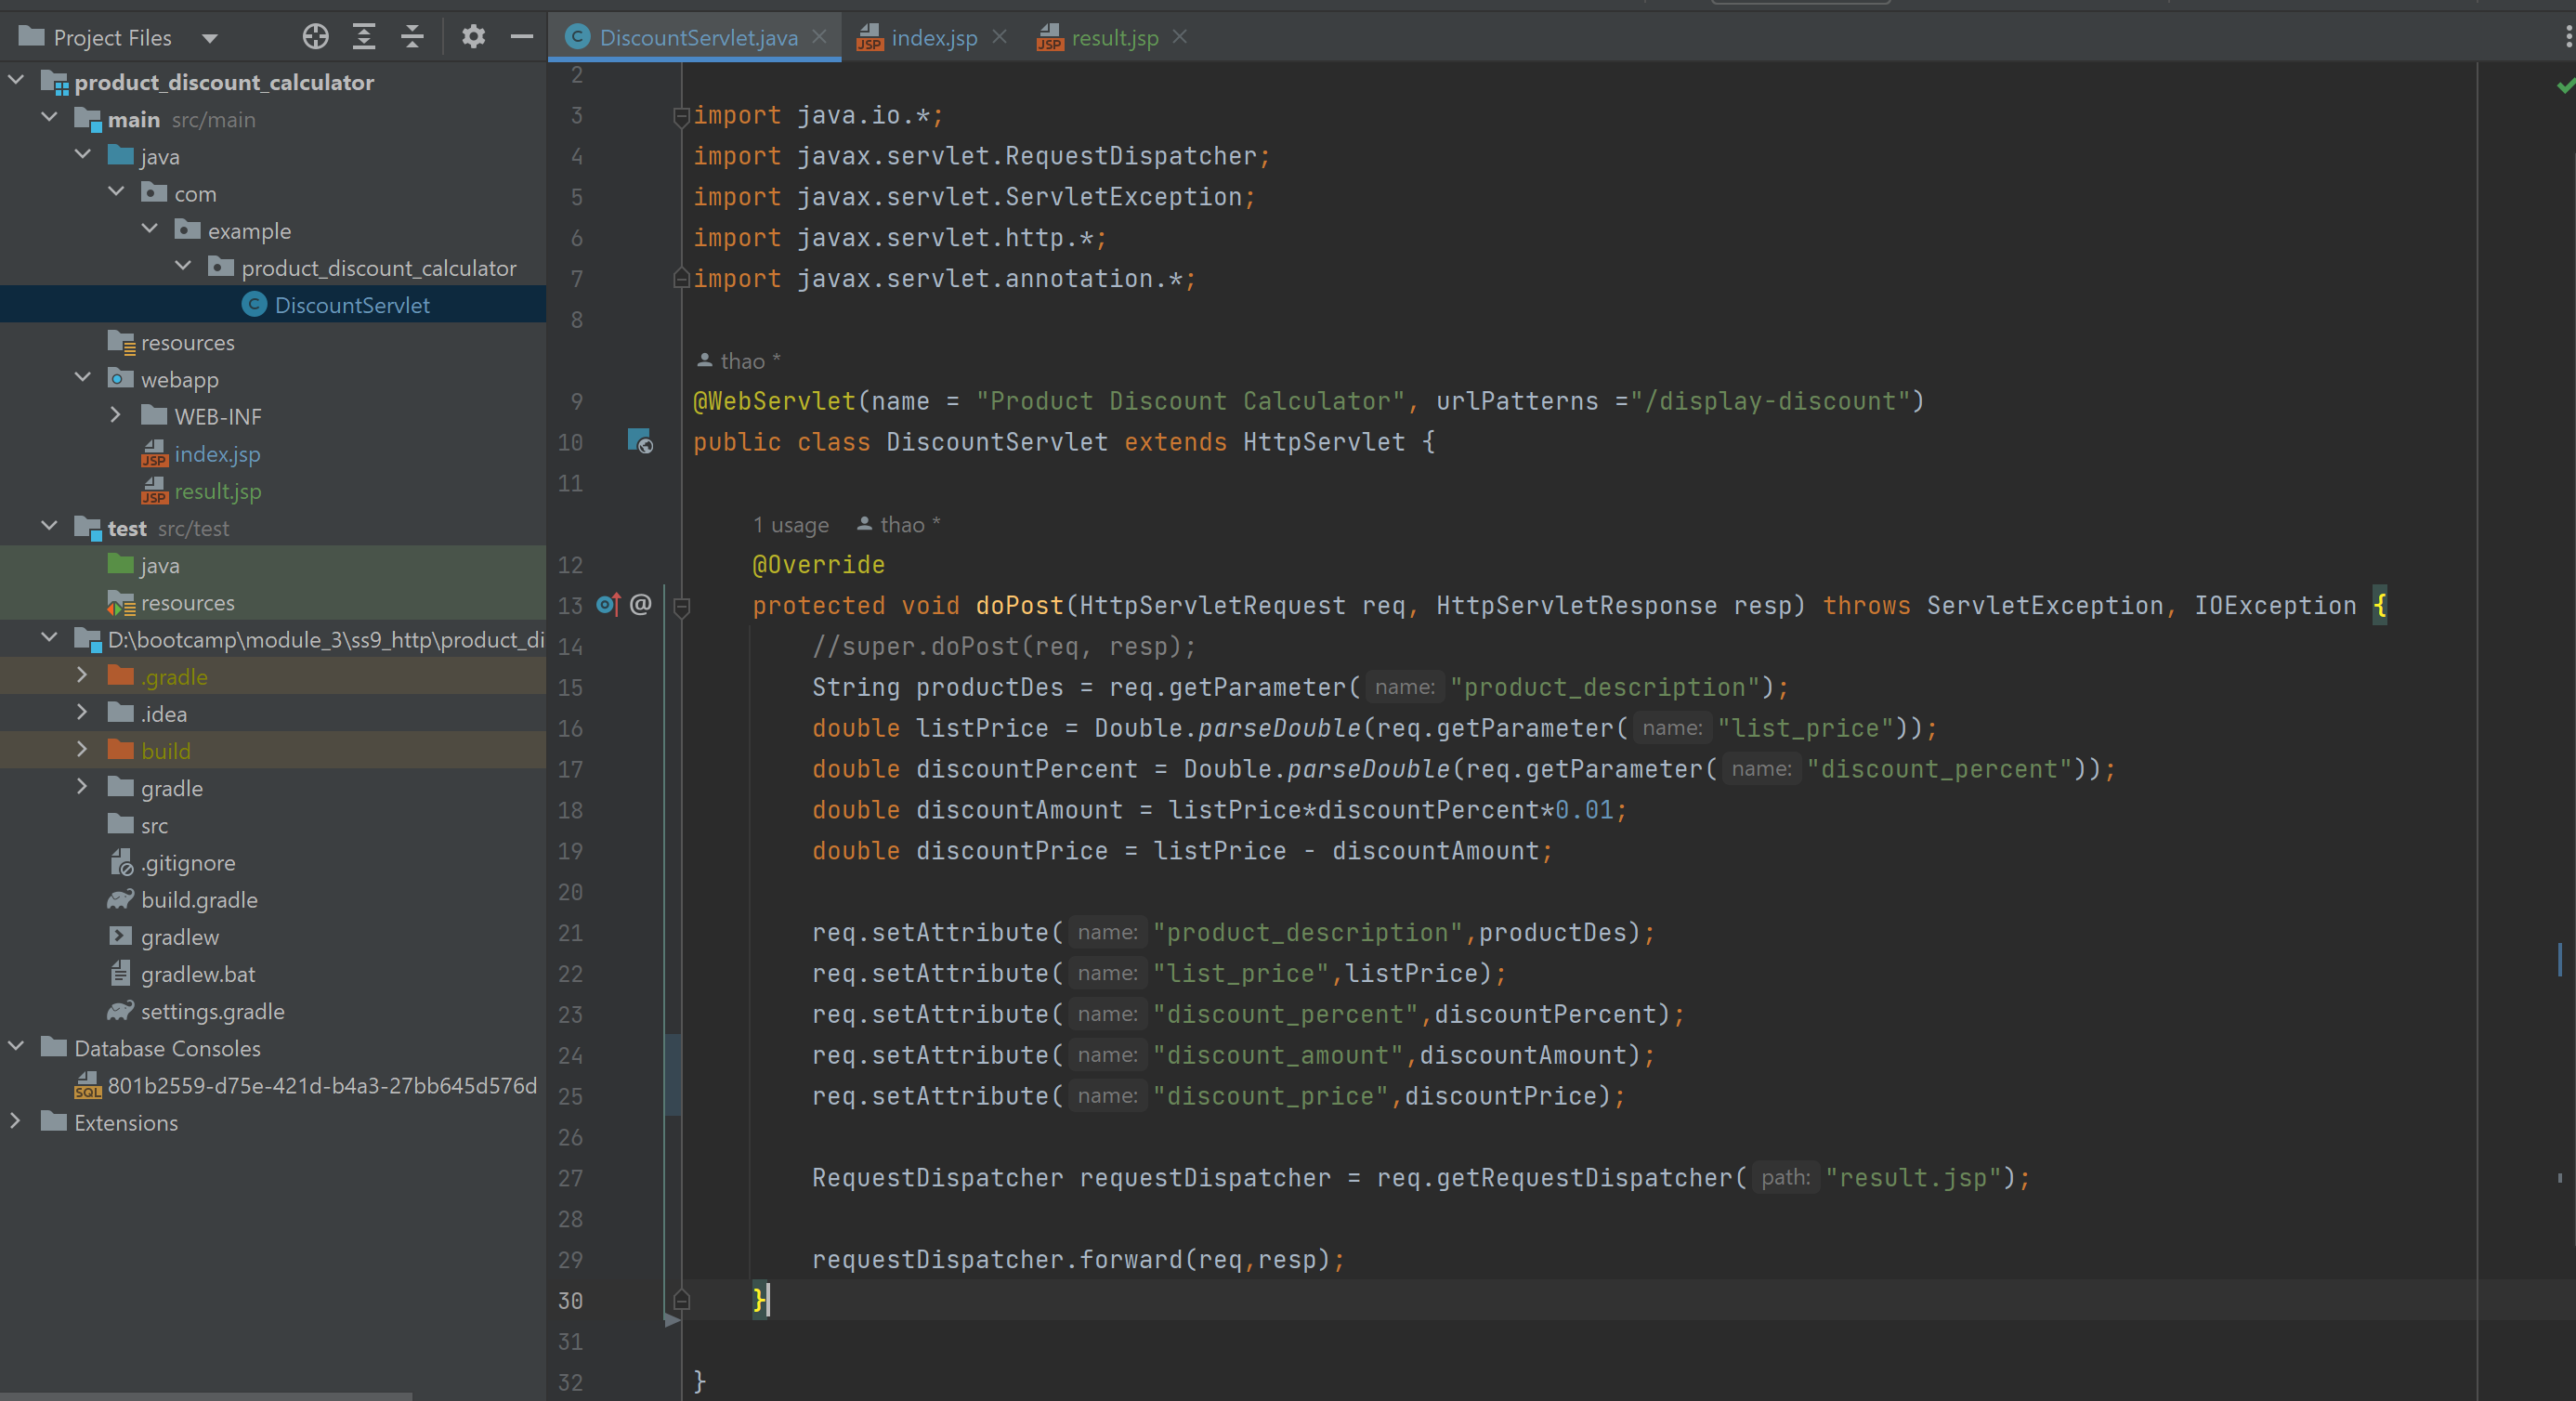 Project Files
product_discount_calculator
main src/main
java
com
example
product_discount_calculator
DiscountServlet
resources
webapp
WEB-INF
index.jsp
result.jsp
test src/test
java
resources
D:\bootcamp\module_3\ss9_http\product_di
.gradle
.idea
build
gradle
src
.gitignore
build.gradle
gradlew
gradlew.bat
settings.gradle
Database Consoles
801b2559-d75e-421d-b4a3-27bb645d576d
Extensions
DiscountServlet.java index.jsp result.jsp
2
3 import java.io.*;
4 import javax.servlet.RequestDispatcher;
5 import javax.servlet.ServletException;
6 import javax.servlet.http.*;
7 import javax.servlet.annotation.*;
8
thao *
9 @WebServlet(name = "Product Discount Calculator", urlPatterns ="/display-discount")
10 public class DiscountServlet extends HttpServlet {
11
1 usage thao *
12 @Override
13 protected void doPost(HttpServletRequest req, HttpServletResponse resp) throws ServletException, IOException {
14 //super.doPost(req, resp);
15 String productDes = req.getParameter( name: "product_description");
16 double listPrice = Double.parseDouble(req.getParameter( name: "list_price"));
17 double discountPercent = Double.parseDouble(req.getParameter( name: "discount_percent"));
18 double discountAmount = listPrice*discountPercent*0.01;
19 double discountPrice = listPrice - discountAmount;
20
21 req.setAttribute( name: "product_description",productDes);
22 req.setAttribute( name: "list_price",listPrice);
23 req.setAttribute( name: "discount_percent",discountPercent);
24 req.setAttribute( name: "discount_amount",discountAmount);
25 req.setAttribute( name: "discount_price",discountPrice);
26
27 RequestDispatcher requestDispatcher = req.getRequestDispatcher( path: "result.jsp");
28
29 requestDispatcher.forward(req,resp);
30 }
31
32 }